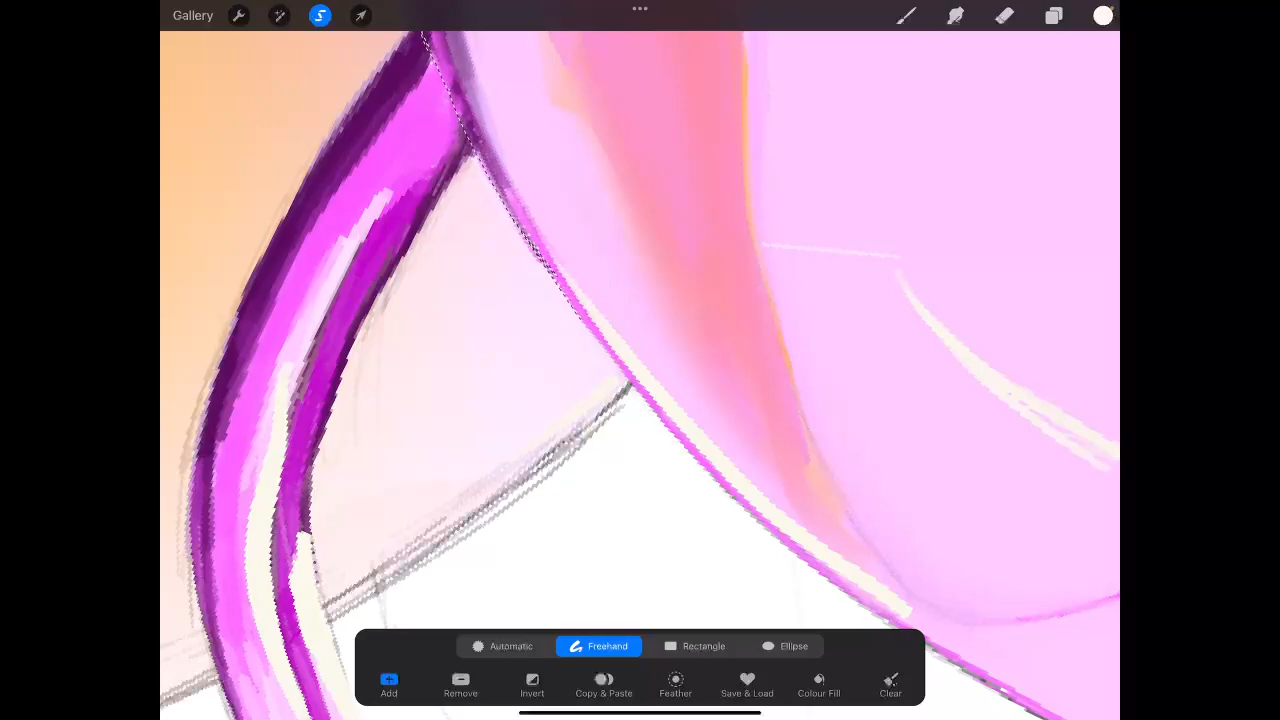 Gallery
Automatic Freehand Rectangle Ellipse
Add Remove Invert Copy & Paste Feather Save & Load Colour Fill Clear